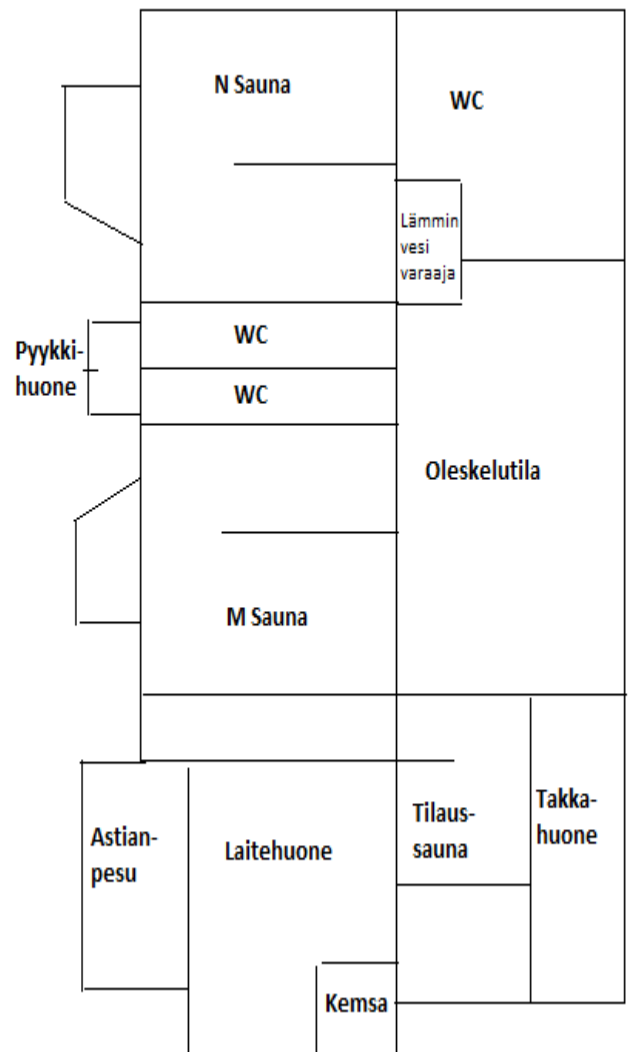 N Sauna
WC
Lämmin
vesi
varaaja
WC
Pyykki-
huone
WC
Oleskelutila
M Sauna
Astian-
pesu
Laitehuone
Tilaus-
sauna
Takka-
huone
Kemsa